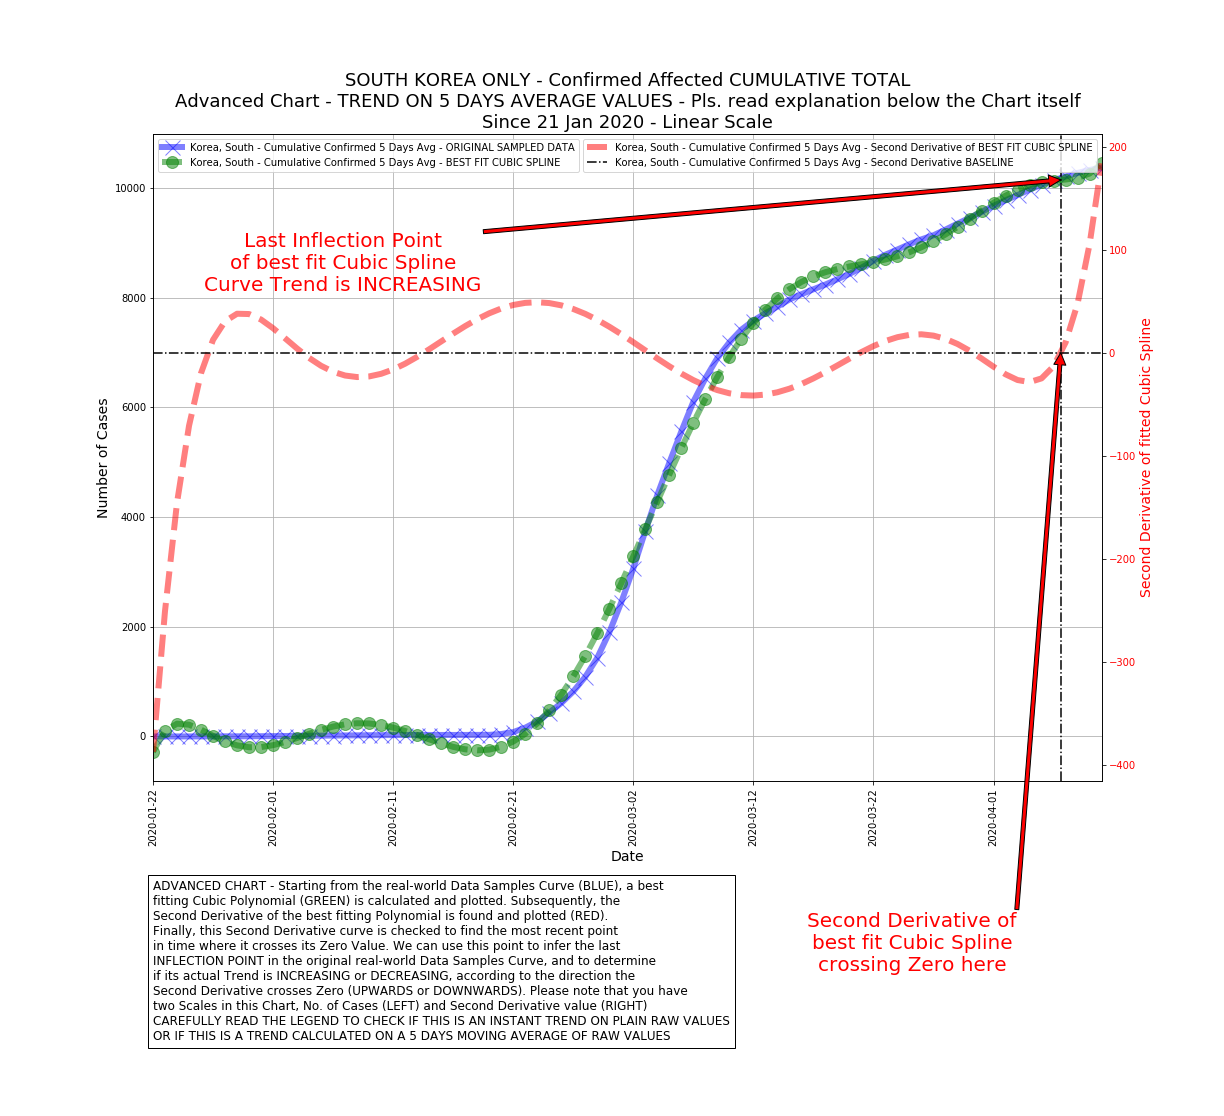 SOUTH KOREA ONLY - Confirmed Affected CUMULATIVE TOTAL
Advanced Chart - TREND ON 5 DAYS AVERAGE VALUES - Pls. read explanation below the Chart itself
Since 21 Jan 2020 - Linear Scale
Korea, South - Cumulative Confirmed 5 Days Avg - ORIGINAL SAMPLED DATA
Korea, South - Cumulative Confirmed 5 Days Avg - BEST FIT CUBIC SPLINE
Korea, South - Cumulative Confirmed 5 Days Avg - Second Derivative of BEST FIT CUBIC SPLINE
Korea, South - Cumulative Confirmed 5 Days Avg - Second Derivative BASELINE
Last Inflection Point
of best fit Cubic Spline
Curve Trend is INCREASING
Number of Cases
10000
8000
6000
4000
2000
0
200
100
0
−100
−200
−300
−400
Second Derivative of fitted Cubic Spline
2020-01-22
2020-02-01
2020-02-11
2020-02-21
2020-03-02
2020-03-12
2020-03-22
2020-04-01
Date
ADVANCED CHART - Starting from the real-world Data Samples Curve (BLUE), a best
fitting Cubic Polynomial (GREEN) is calculated and plotted. Subsequently, the
Second Derivative of the best fitting Polynomial is found and plotted (RED).
Finally, this Second Derivative curve is checked to find the most recent point
in time where it crosses its Zero Value. We can use this point to infer the last
INFLECTION POINT in the original real-world Data Samples Curve, and to determine
if its actual Trend is INCREASING or DECREASING, according to the direction the
Second Derivative crosses Zero (UPWARDS or DOWNWARDS). Please note that you have
two Scales in this Chart, No. of Cases (LEFT) and Second Derivative value (RIGHT)
CAREFULLY READ THE LEGEND TO CHECK IF THIS IS AN INSTANT TREND ON PLAIN RAW VALUES
OR IF THIS IS A TREND CALCULATED ON A 5 DAYS MOVING AVERAGE OF RAW VALUES
Second Derivative of
best fit Cubic Spline
crossing Zero here